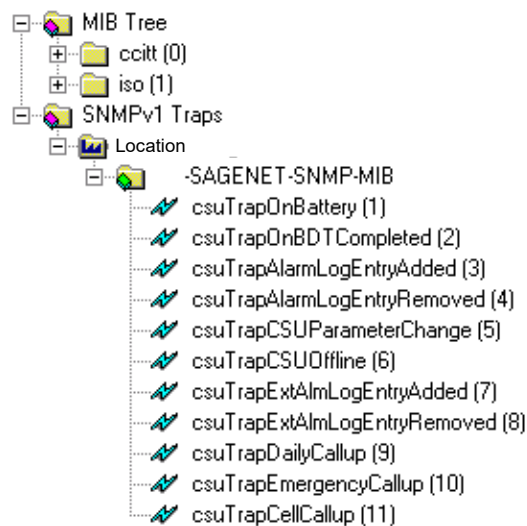 MIB Tree
ccitt (0)
iso (1)
SNMPv1 Traps
Location
-SAGENET-SNMP-MIB
csuTrapOnBattery (1)
csuTrapOnBDTCompleted (2)
csuTrapAlarmLogEntryAdded (3)
csuTrapAlarmLogEntryRemoved (4)
csuTrapCSUParameterChange (5)
csuTrapCSUOffline (6)
csuTrapExtAlmLogEntryAdded (7)
csuTrapExtAlmLogEntryRemoved (8)
csuTrapDailyCallup (9)
csuTrapEmergencyCallup (10)
csuTrapCellCallup (11)